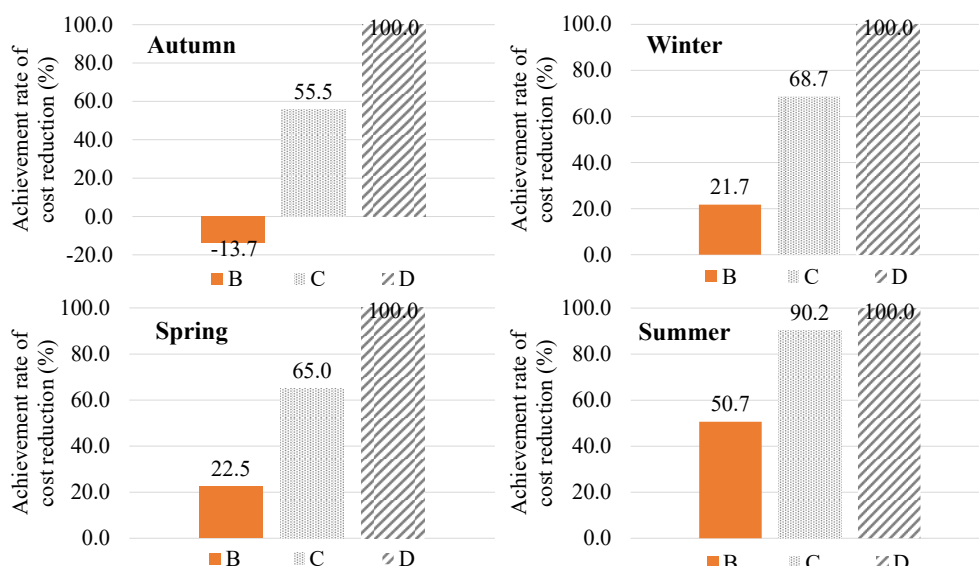 Autumn
Achievement rate of
cost reduction (%)
100.0
80.0
60.0
40.0
20.0
0.0
-20.0
-13.7
55.5
100.0
B C D
Winter
Achievement rate of
cost reduction (%)
100.0
80.0
60.0
40.0
20.0
0.0
21.7
68.7
100.0
B C D
Spring
Achievement rate of
cost reduction (%)
100.0
80.0
60.0
40.0
20.0
0.0
22.5
65.0
100.0
B C D
Summer
Achievement rate of
cost reduction (%)
100.0
80.0
60.0
40.0
20.0
0.0
50.7
90.2
100.0
B C D